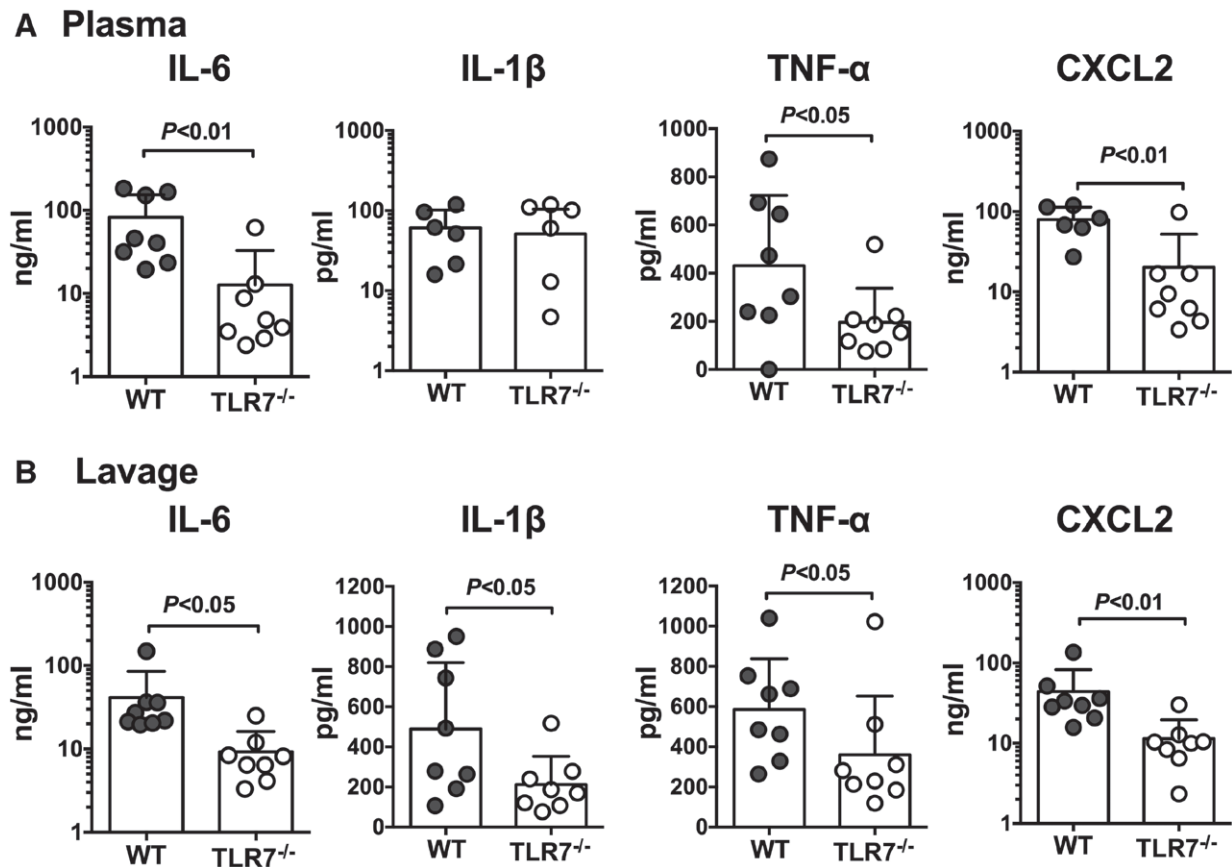 A Plasma
IL-6 IL-1β TNF-α CXCL2
ng/ml
1000
100
10
1
P<0.01
WT TLR7-/-
pg/ml
1000
100
10
1
WT TLR7-/-
pg/ml
1000
800
600
400
200
0
P<0.05
WT TLR7-/-
ng/ml
1000
100
10
1
P<0.01
WT TLR7-/-
B Lavage
IL-6 IL-1β TNF-α CXCL2
ng/ml
1000
100
10
1
P<0.05
WT TLR7-/-
pg/ml
1200
1000
800
600
400
200
0
P<0.05
WT TLR7-/-
pg/ml
1200
1000
800
600
400
200
0
P<0.05
WT TLR7-/-
ng/ml
1000
100
10
1
P<0.01
WT TLR7-/-